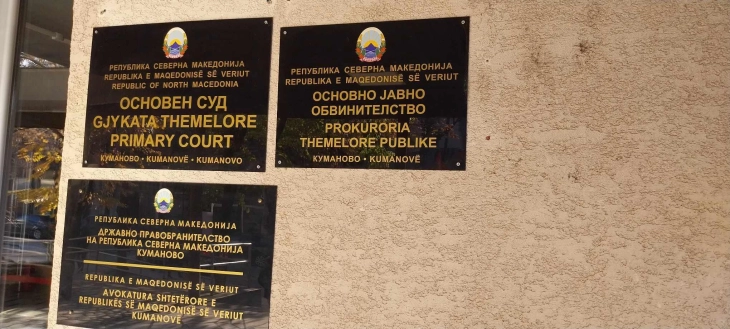 РЕПУБЛИКА СЕВЕРНА МАКЕДОНИЈА
REPUBLIKA E MAQEDONISË SË VERIUT
REPUBLIC OF NORTH MACEDONIA
ОСНОВЕН СУД
GJYKATA THEMELORE
PRIMARY COURT
КУМАНОВО • KUMANOVË • KUMANOVO
РЕПУБЛИКА СЕВЕРНА МАКЕДОНИЈА
REPUBLIKA E MAQEDONISË SË VERIUT
ОСНОВНО ЈАВНО
ОБВИНИТЕЛСТВО
PROKURORIA
THEMELORE PUBLIKE
КУМАНОВО • KUMANOVË
РЕПУБЛИКА СЕВЕРНА МАКЕДОНИЈА
ДРЖАВНО ПРАВОБРАНИТЕЛСТВО
НА РЕПУБЛИКА СЕВЕРНА МАКЕДОНИЈА
КУМАНОВО
REPUBLIKA E MAQEDONISË SË VERIUT
AVOKATURA SHTETËRORE E
REPUBLIKËS SË MAQEDONISË SË VERIUT
KUMANOVË